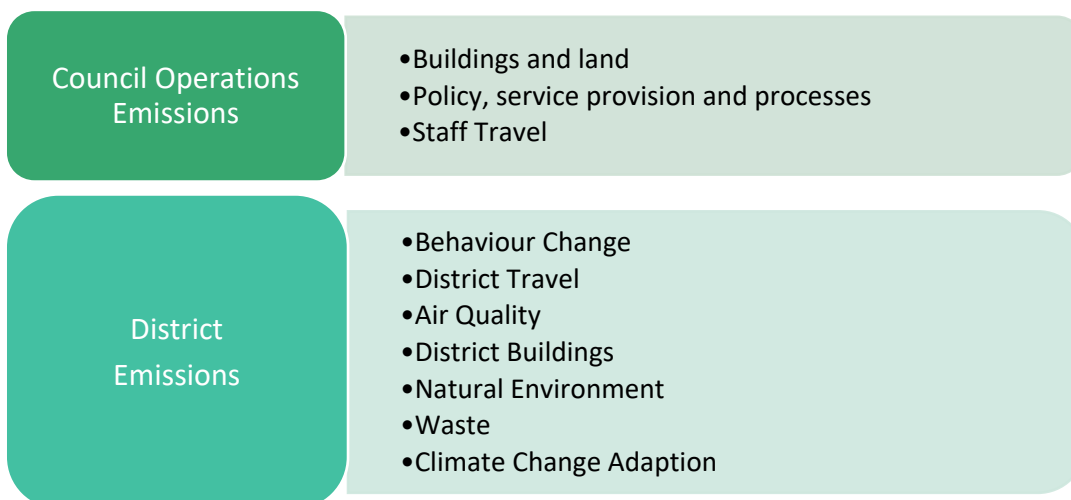 Council Operations
Emissions
•Buildings and land
•Policy, service provision and processes
•Staff Travel
District
Emissions
•Behaviour Change
•District Travel
•Air Quality
•District Buildings
•Natural Environment
•Waste
•Climate Change Adaption